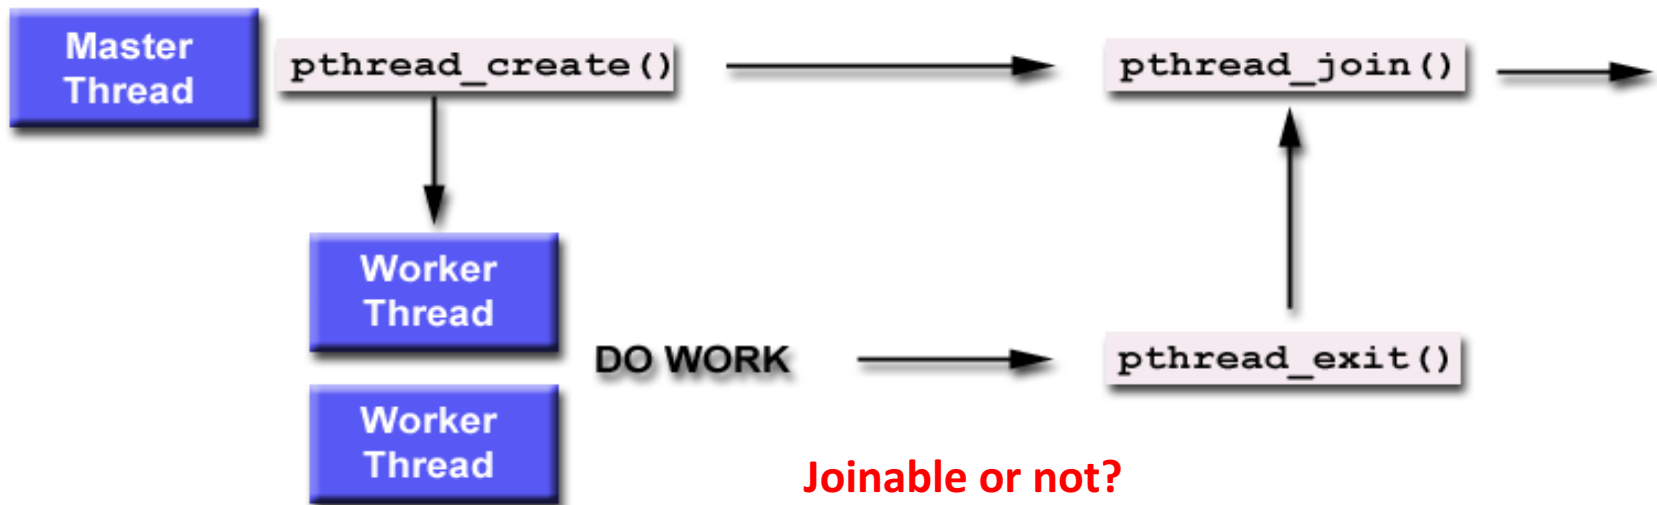 Master
Thread
pthread_create()
pthread_join()
Worker
Thread
DO WORK
pthread_exit()
Worker
Thread
Joinable or not?